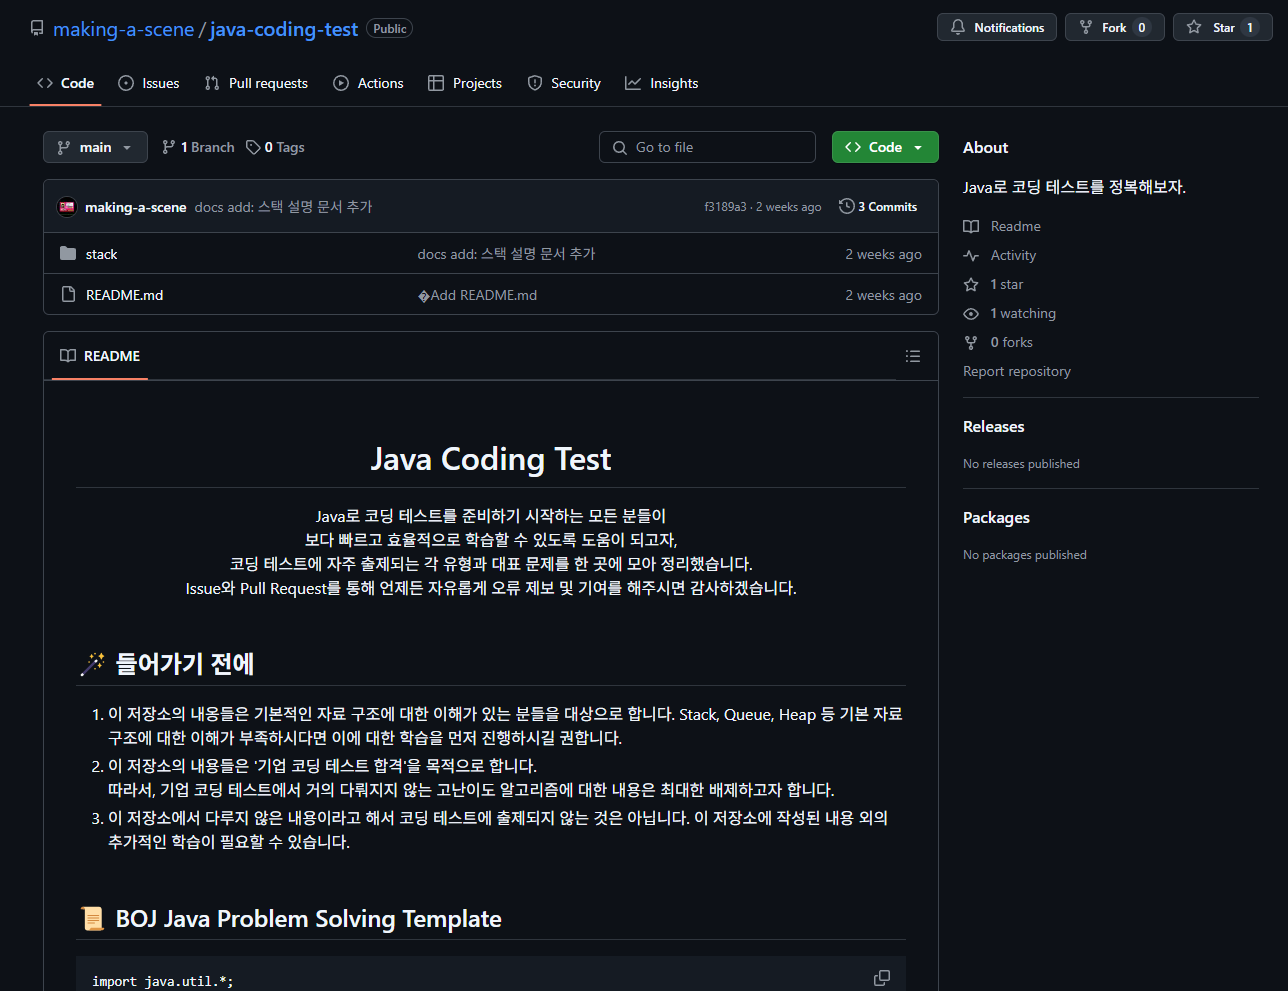 making-a-scene / java-coding-test Public
Notifications Fork 0 Star 1
Code Issues Pull requests Actions Projects Security Insights
main 1 Branch 0 Tags Go to file Code
making-a-scene docs add: 스택 설명 문서 추가 f3189a3 · 2 weeks ago 3 Commits
stack docs add: 스택 설명 문서 추가 2 weeks ago
README.md �Add README.md 2 weeks ago
README
Java Coding Test
Java로 코딩 테스트를 준비하기 시작하는 모든 분들이
보다 빠르고 효율적으로 학습할 수 있도록 도움이 되고자,
코딩 테스트에 자주 출제되는 각 유형과 대표 문제를 한 곳에 모아 정리했습니다.
Issue와 Pull Request를 통해 언제든 자유롭게 오류 제보 및 기여를 해주시면 감사하겠습니다.
🪄 들어가기 전에
1. 이 저장소의 내용들은 기본적인 자료 구조에 대한 이해가 있는 분들을 대상으로 합니다. Stack, Queue, Heap 등 기본 자료
구조에 대한 이해가 부족하시다면 이에 대한 학습을 먼저 진행하시길 권합니다.
2. 이 저장소의 내용들은 '기업 코딩 테스트 합격'을 목적으로 합니다.
따라서, 기업 코딩 테스트에서 거의 다뤄지지 않는 고난이도 알고리즘에 대한 내용은 최대한 배제하고자 합니다.
3. 이 저장소에서 다루지 않은 내용이라고 해서 코딩 테스트에 출제되지 않는 것은 아닙니다. 이 저장소에 작성된 내용 외의
추가적인 학습이 필요할 수 있습니다.
📜 BOJ Java Problem Solving Template
import java.util.*;
About
Java로 코딩 테스트를 정복해보자.
Readme
Activity
1 star
1 watching
0 forks
Report repository
Releases
No releases published
Packages
No packages published